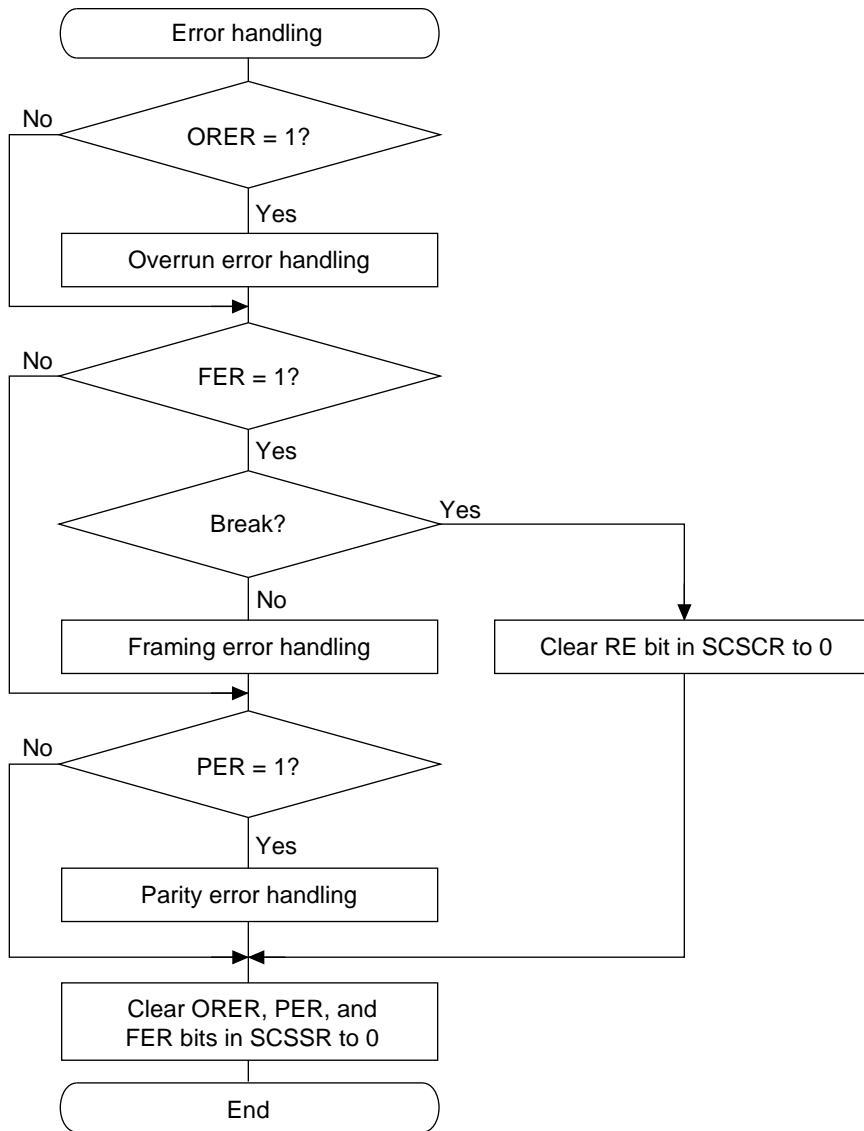 Error handling
No
ORER = 1?
Yes
Overrun error handling
No
FER = 1?
Yes
Break?
Yes
No
Framing error handling
Clear RE bit in SCSCR to 0
No
PER = 1?
Yes
Parity error handling
Clear ORER, PER, and
FER bits in SCSSR to 0
End